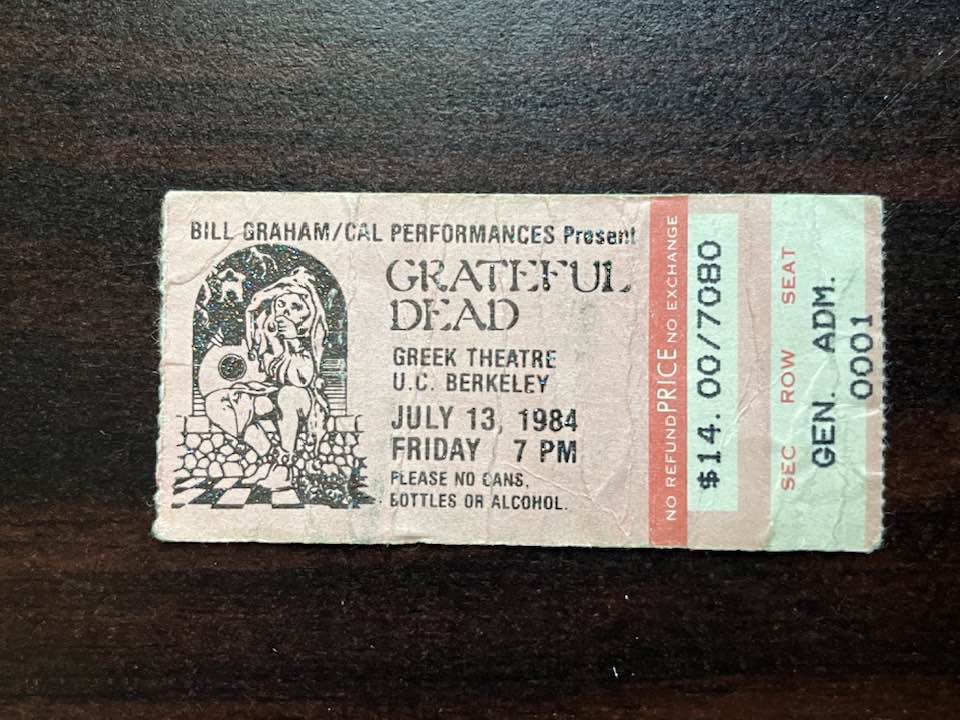 BILL GRAHAM/CAL PERFORMANCES Present
GRATEFUL
DEAD
GREEK THEATRE
U.C. BERKELEY
JULY 13, 1984
FRIDAY 7 PM
PLEASE NO CANS,
BOTTLES OR ALCOHOL.
NO REFUND PRICE NO EXCHANGE
$14.00/7080
SEC ROW SEAT
GEN. ADM.
0001